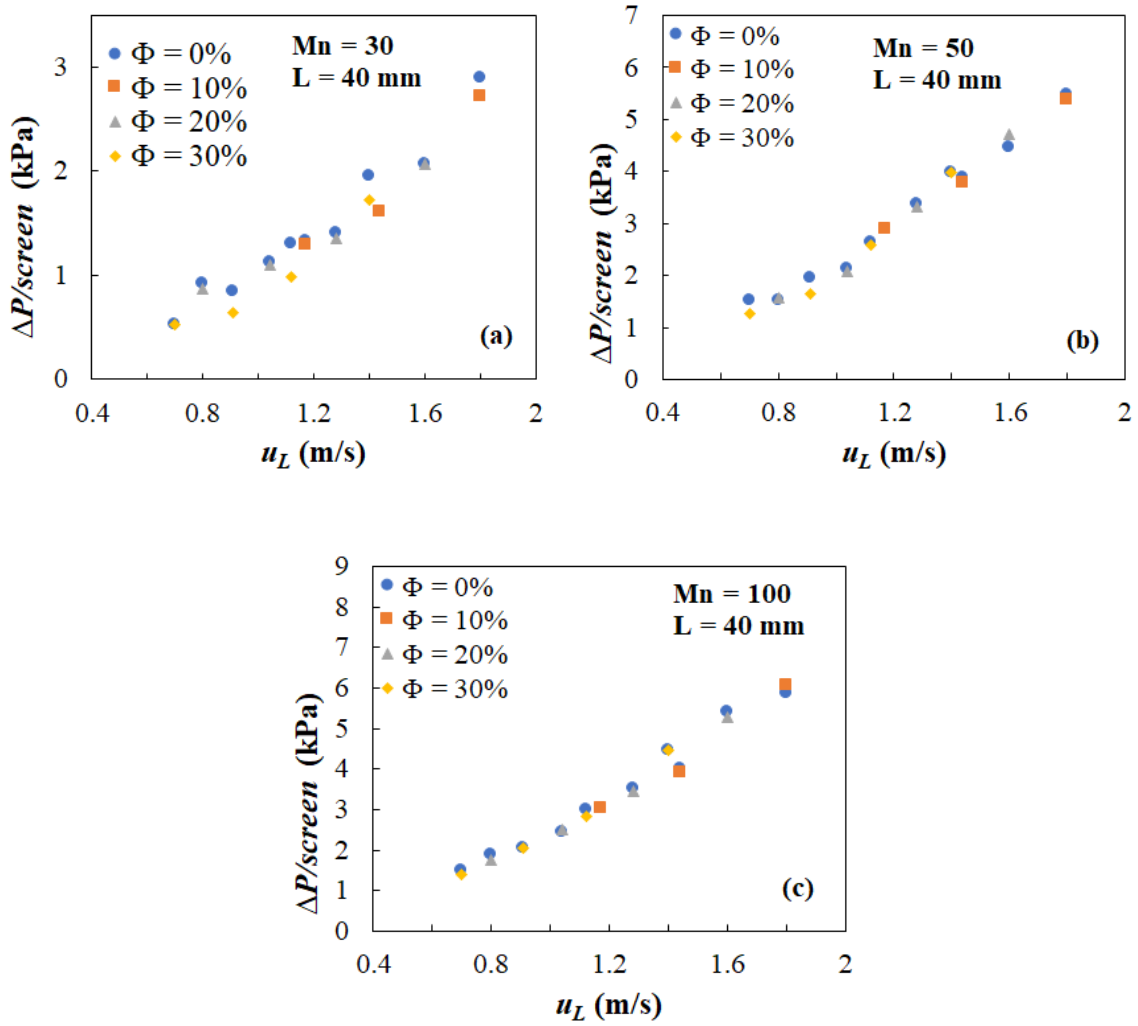 Φ = 0%
Φ = 10%
Φ = 20%
Φ = 30%
Mn = 30
L = 40 mm
3
2
1
0
ΔP/screen (kPa)
(a)
0.4 0.8 1.2 1.6 2
u_L (m/s)
Φ = 0%
Φ = 10%
Φ = 20%
Φ = 30%
Mn = 50
L = 40 mm
7
6
5
4
3
2
1
0
ΔP/screen (kPa)
(b)
0.4 0.8 1.2 1.6 2
u_L (m/s)
Φ = 0%
Φ = 10%
Φ = 20%
Φ = 30%
Mn = 100
L = 40 mm
9
8
7
6
5
4
3
2
1
0
ΔP/screen (kPa)
(c)
0.4 0.8 1.2 1.6 2
u_L (m/s)